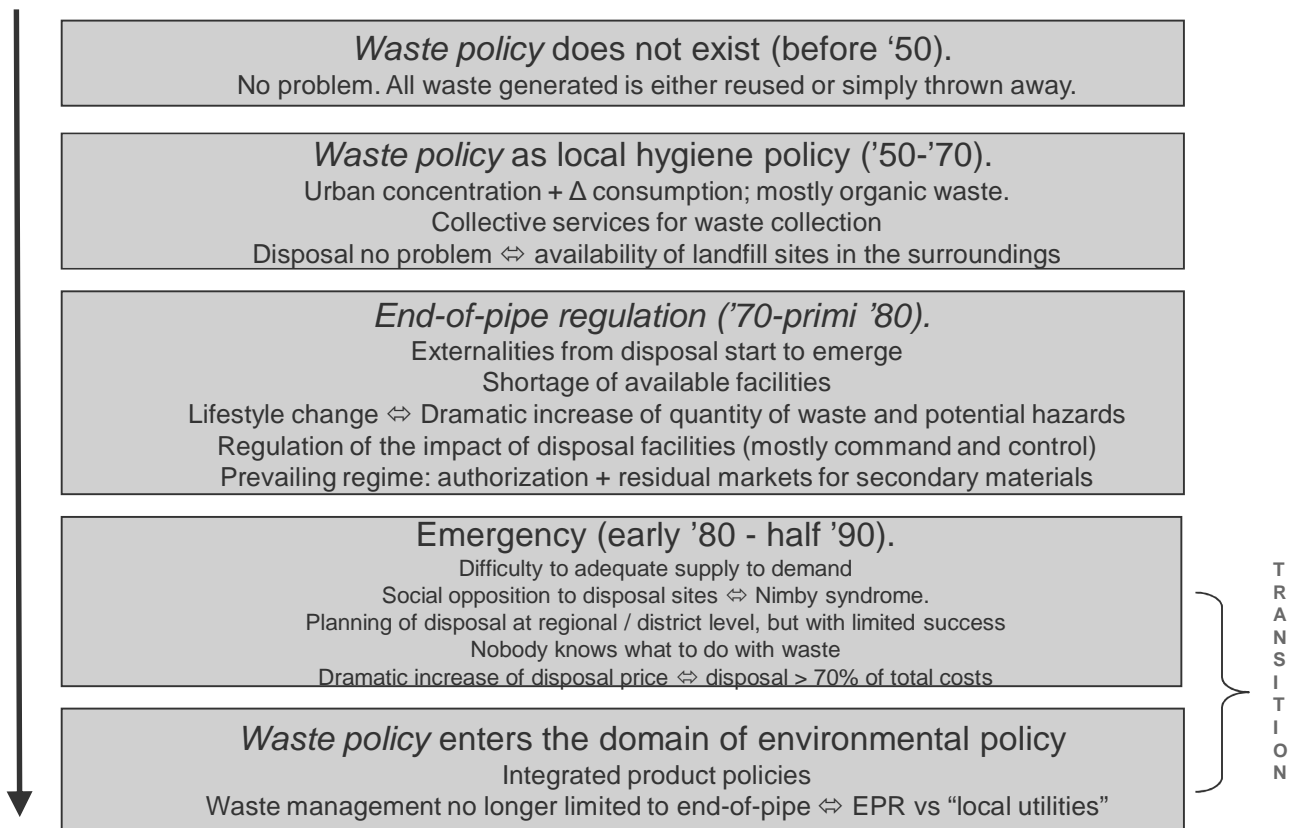 Waste policy does not exist (before ‘50).
No problem. All waste generated is either reused or simply thrown away.
Waste policy as local hygiene policy (’50-’70).
Urban concentration + Δ consumption; mostly organic waste.
Collective services for waste collection
Disposal no problem ⇔ availability of landfill sites in the surroundings
End-of-pipe regulation (’70-primi ’80).
Externalities from disposal start to emerge
Shortage of available facilities
Lifestyle change ⇔ Dramatic increase of quantity of waste and potential hazards
Regulation of the impact of disposal facilities (mostly command and control)
Prevailing regime: authorization + residual markets for secondary materials
Emergency (early ’80 - half ’90).
Difficulty to adequate supply to demand
Social opposition to disposal sites ⇔ Nimby syndrome.
Planning of disposal at regional / district level, but with limited success
Nobody knows what to do with waste
Dramatic increase of disposal price ⇔ disposal > 70% of total costs
Waste policy enters the domain of environmental policy
Integrated product policies
Waste management no longer limited to end-of-pipe ⇔ EPR vs “local utilities”
TRANSITION